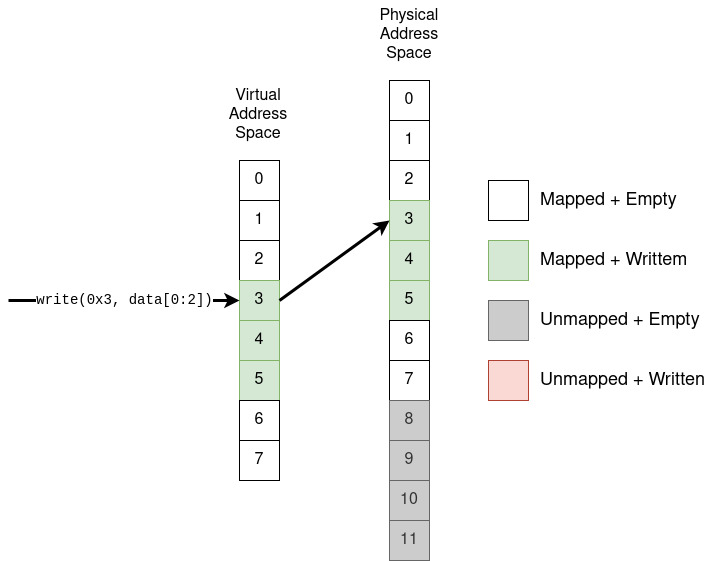 Physical
Address
Space
Virtual
Address
Space
0
1
2
3
4
5
6
7
write(0x3, data[0:2])
0
1
2
3
4
5
6
7
8
9
10
11
Mapped + Empty
Mapped + Writtem
Unmapped + Empty
Unmapped + Written